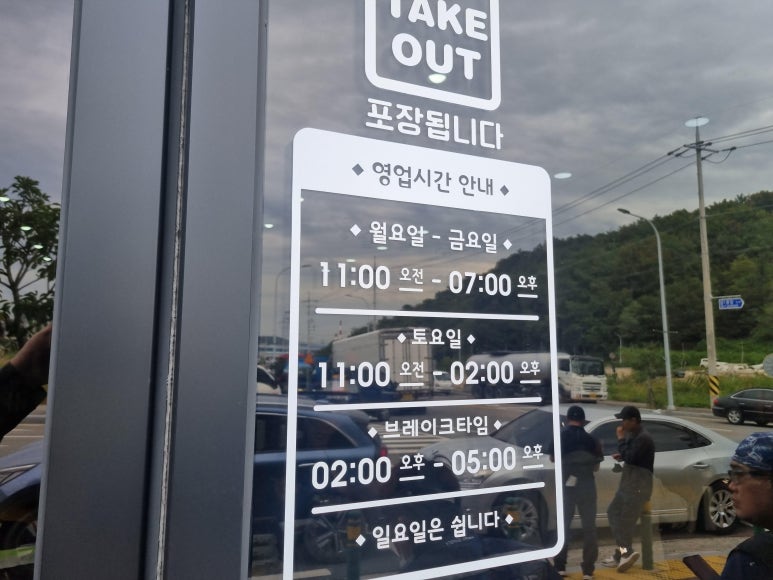 TAKE
OUT
포장됩니다
영업시간 안내
월요알 - 금요일
11:00 오전 - 07:00 오후
토요일
11:00 오전 - 02:00 오후
브레이크타임
02:00 오후 - 05:00 오후
일요일은 쉽니다